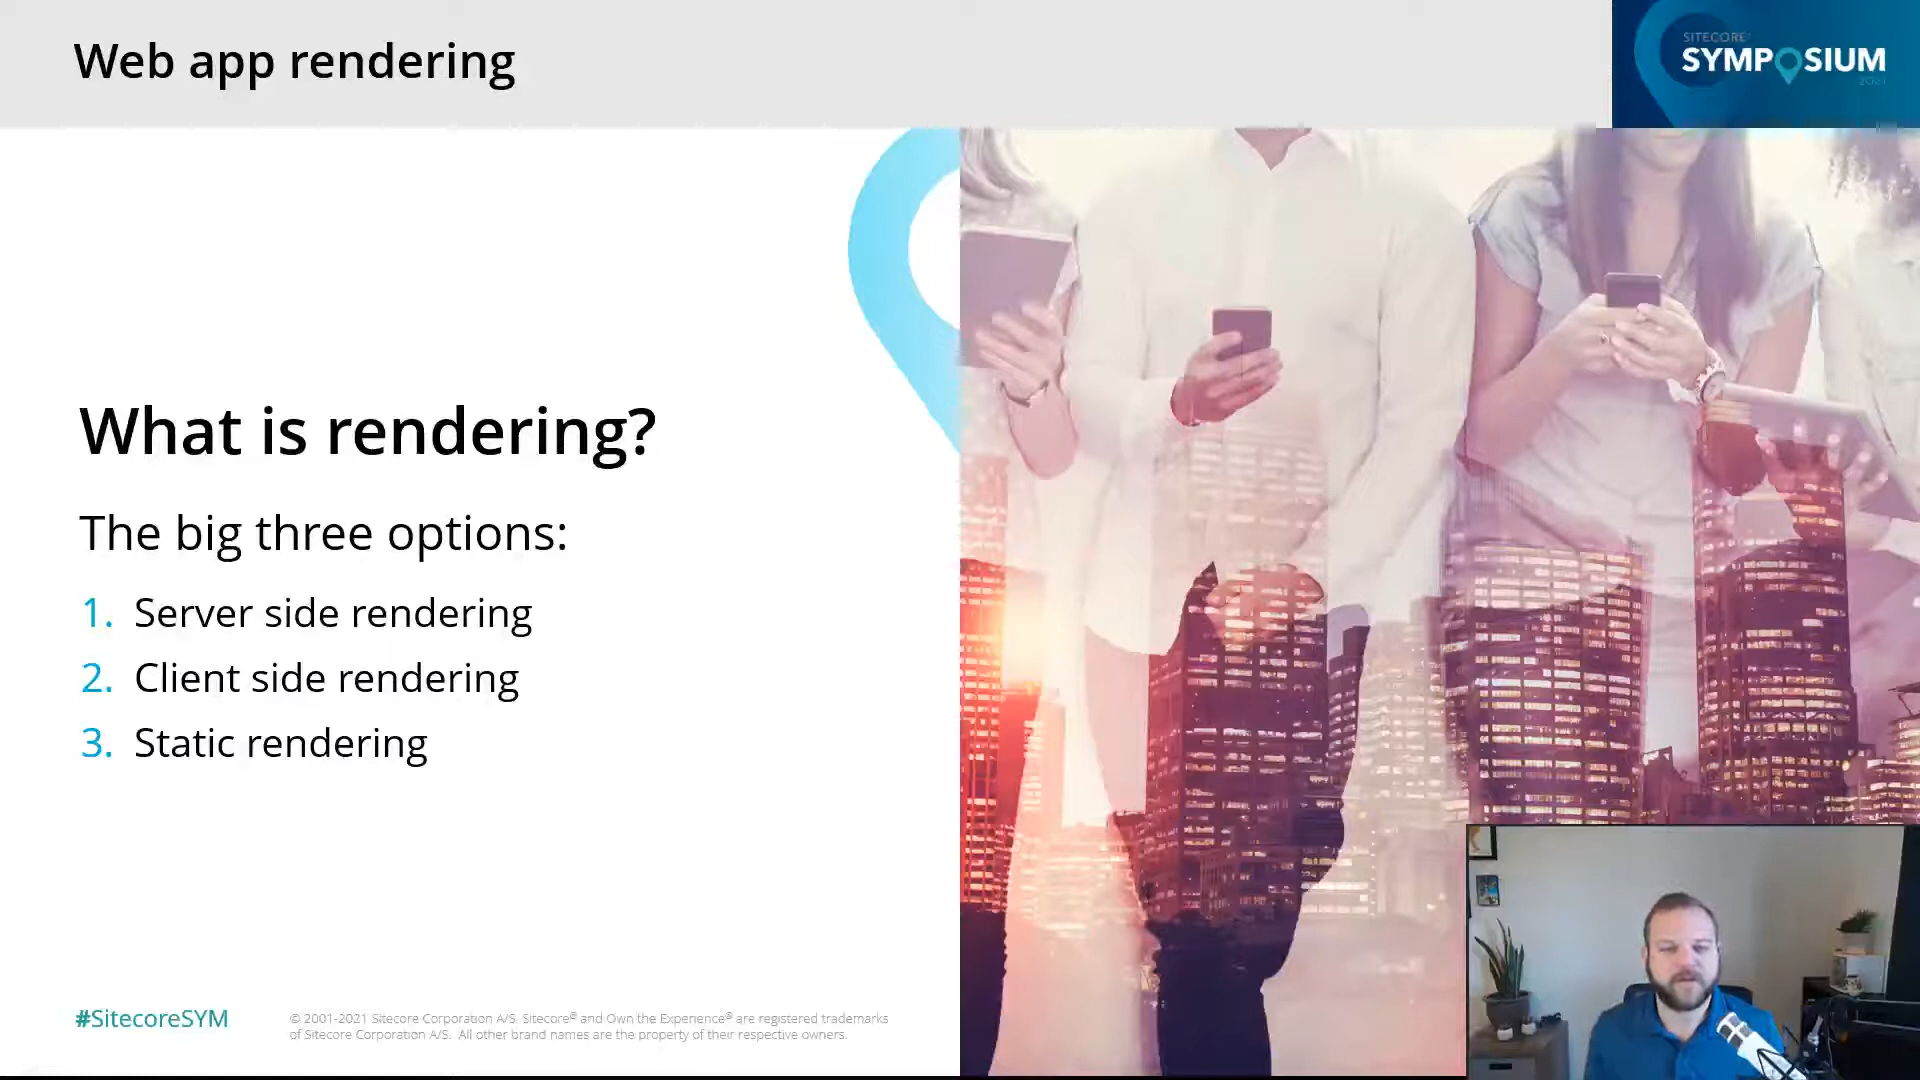 Web app rendering
SITECORE
SYMPOSIUM
2021
What is rendering?
The big three options:
1. Server side rendering
2. Client side rendering
3. Static rendering
#SitecoreSYM
© 2001-2021 Sitecore Corporation A/S. Sitecore® and Own the Experience® are registered trademarks
of Sitecore Corporation A/S. All other brand names are the property of their respective owners.